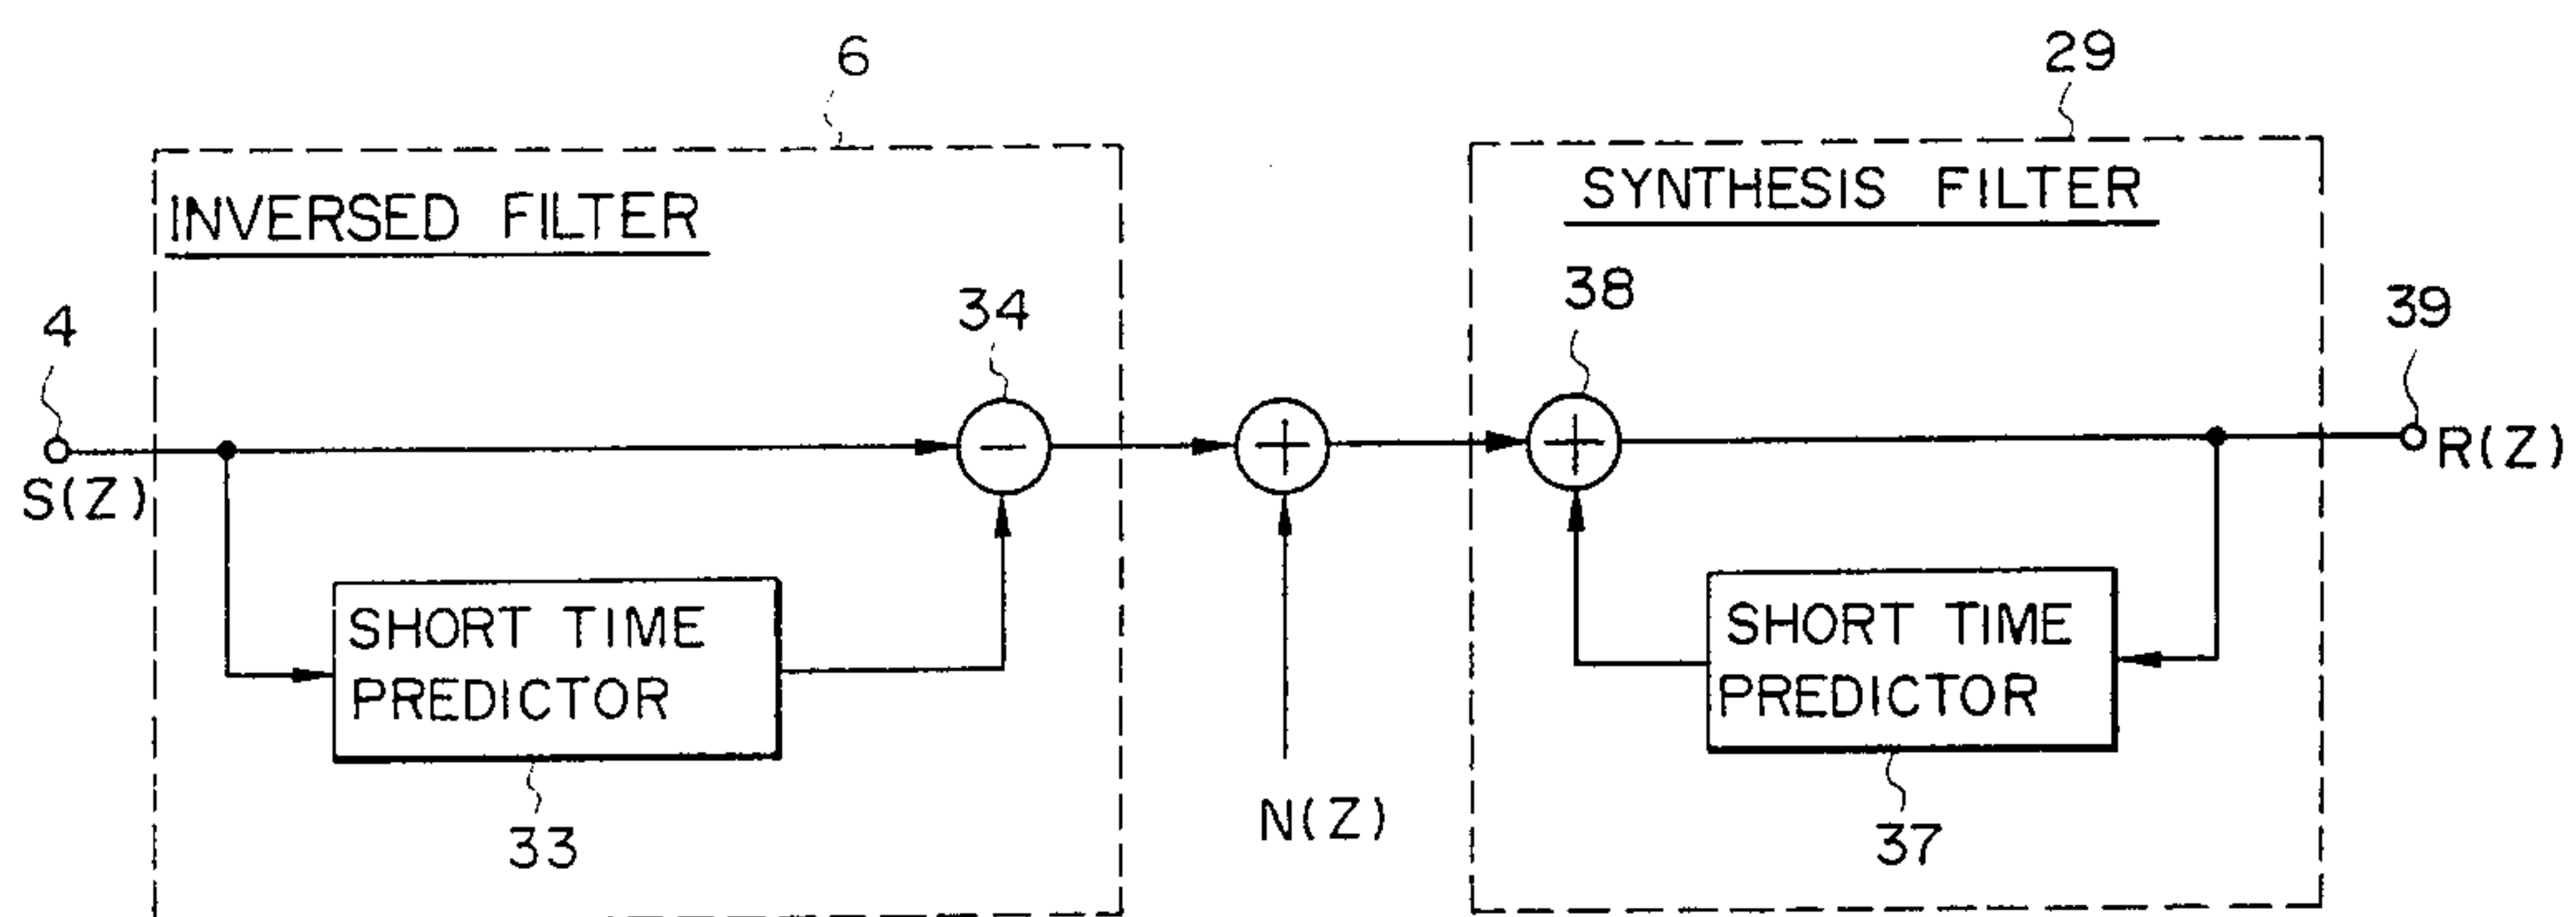 6
29
INVERSED FILTER
SYNTHESIS FILTER
4
34
38
39
S(Z)
R(Z)
SHORT TIME
PREDICTOR
SHORT TIME
PREDICTOR
33
N(Z)
37